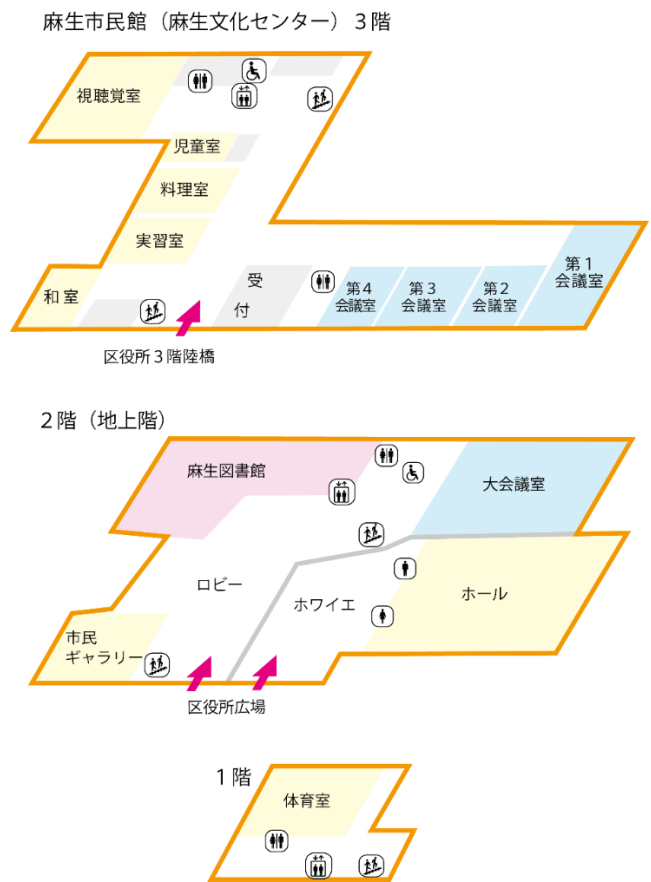 麻生市民館（麻生文化センター）３階
視聴覚室
児童室
料理室
実習室
和室
受
付
第４
会議室
第３
会議室
第２
会議室
第１
会議室
区役所３階陸橋
２階（地上階）
麻生図書館
大会議室
ロビー
ホワイエ
ホール
市民
ギャラリー
区役所広場
１階
体育室